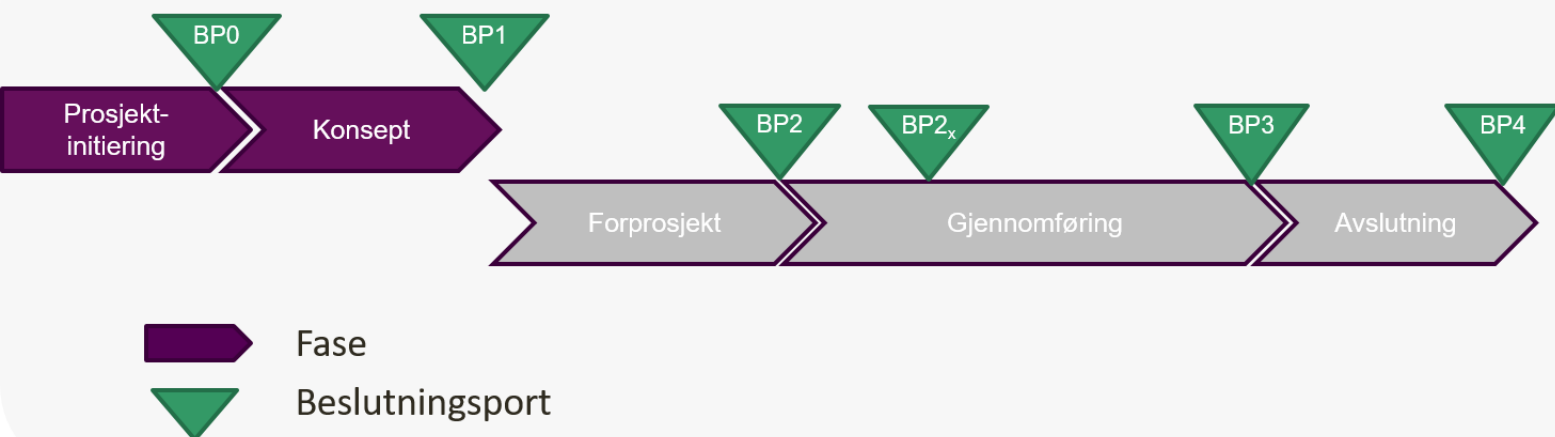 BP0
BP1
Prosjekt-
initiering
Konsept
BP2
BP2x
BP3
BP4
Forprosjekt
Gjennomføring
Avslutning
Fase
Beslutningsport